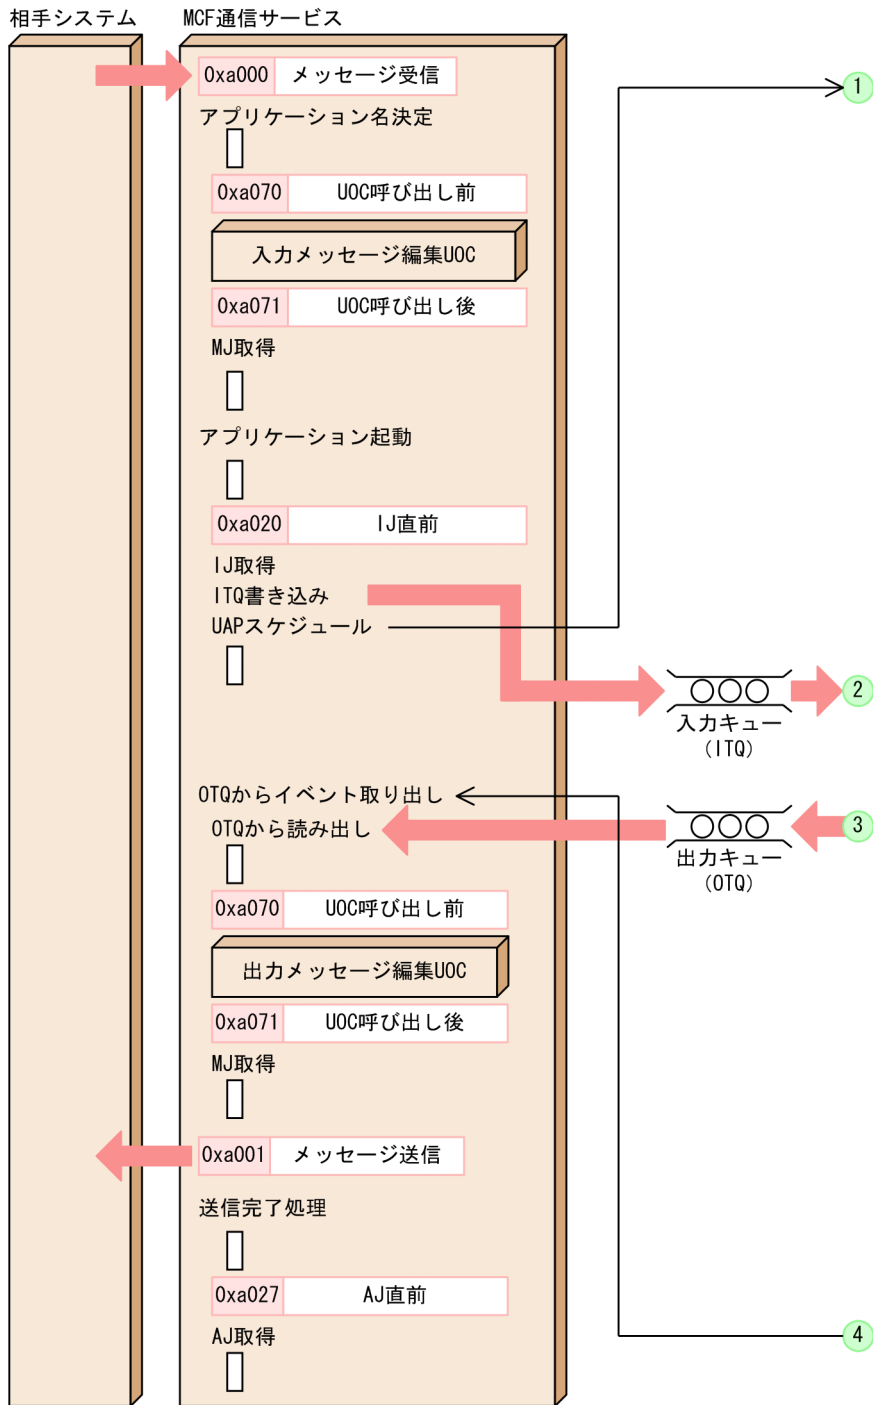 相手システム
MCF通信サービス
0xa000 メッセージ受信
1
アプリケーション名決定
0xa070 UOC呼び出し前
入力メッセージ編集UOC
0xa071 UOC呼び出し後
MJ取得
アプリケーション起動
0xa020 IJ直前
IJ取得
ITQ書き込み
UAPスケジュール
2
入力キュー
(ITQ)
OTQからイベント取り出し
OTQから読み出し
3
出力キュー
(OTQ)
0xa070 UOC呼び出し前
出力メッセージ編集UOC
0xa071 UOC呼び出し後
MJ取得
0xa001 メッセージ送信
送信完了処理
0xa027 AJ直前
AJ取得
4